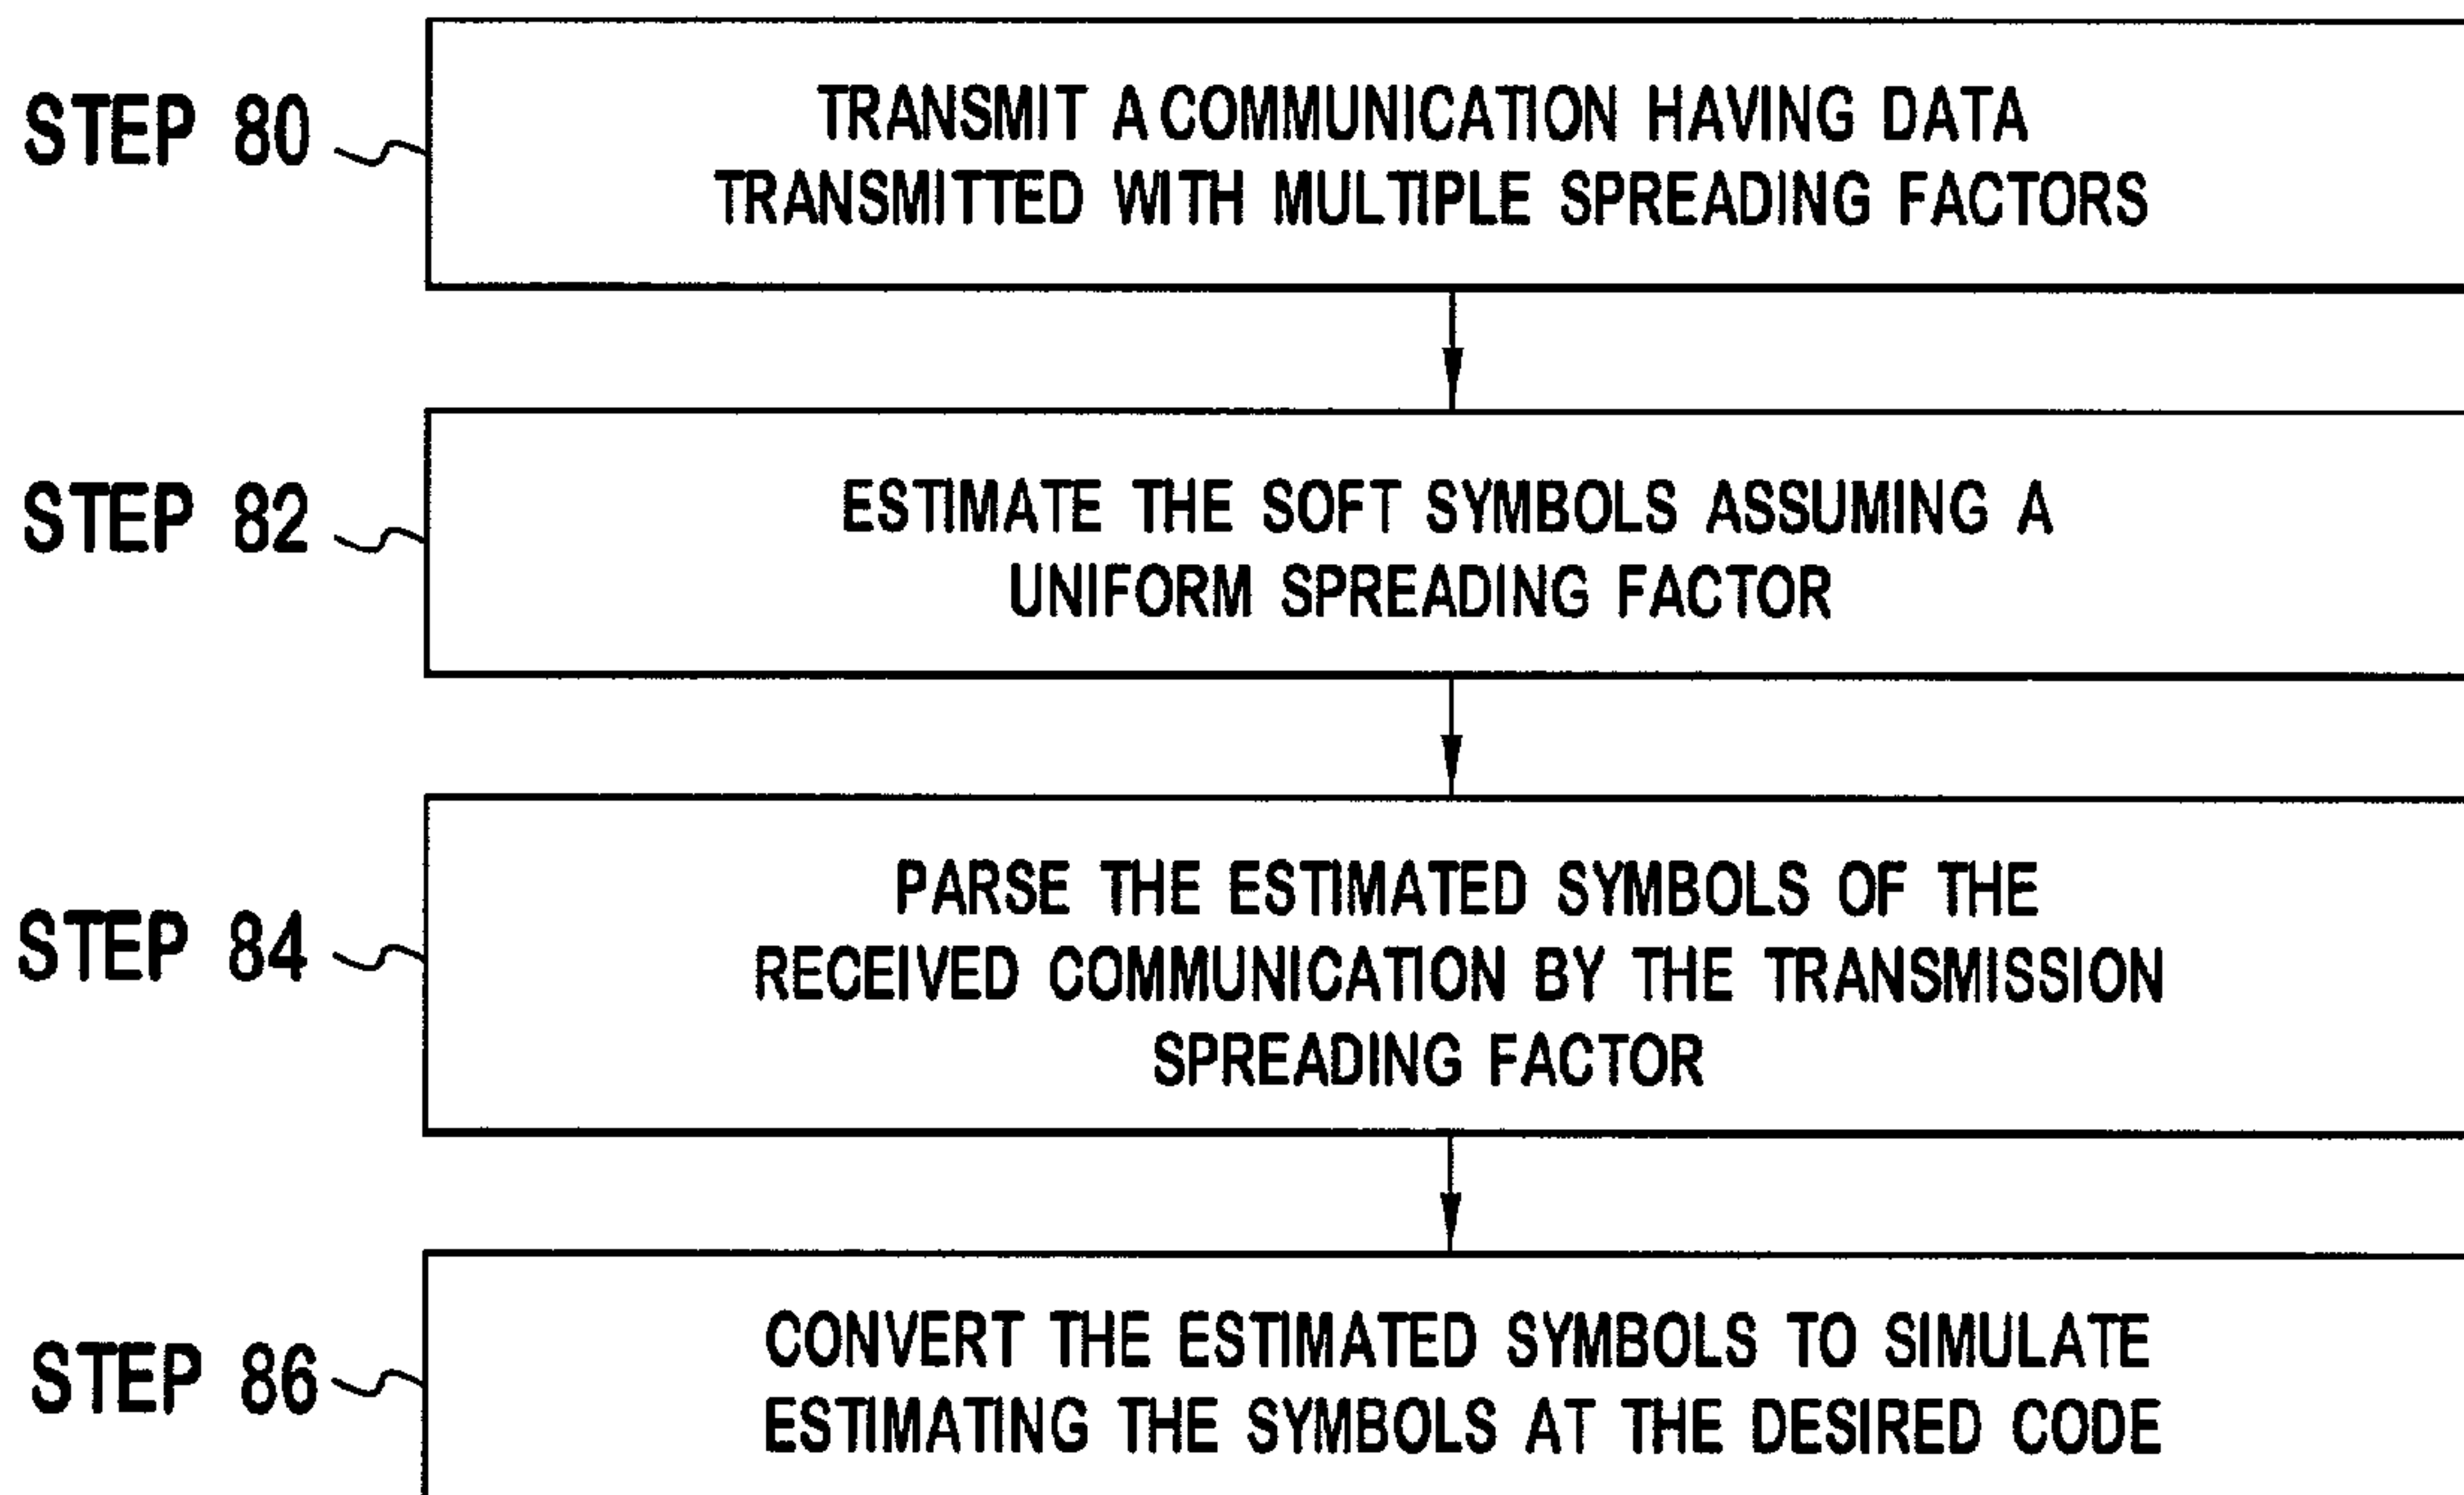 STEP 80
TRANSMIT A COMMUNICATION HAVING DATA
TRANSMITTED WITH MULTIPLE SPREADING FACTORS
STEP 82
ESTIMATE THE SOFT SYMBOLS ASSUMING A
UNIFORM SPREADING FACTOR
STEP 84
PARSE THE ESTIMATED SYMBOLS OF THE
RECEIVED COMMUNICATION BY THE TRANSMISSION
SPREADING FACTOR
STEP 86
CONVERT THE ESTIMATED SYMBOLS TO SIMULATE
ESTIMATING THE SYMBOLS AT THE DESIRED CODE